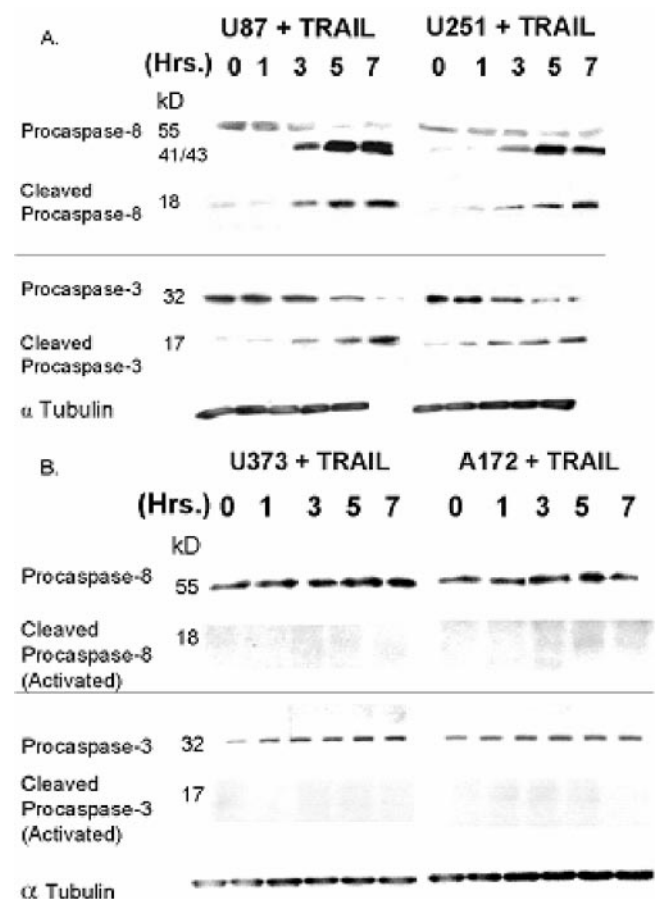 A.
U87 + TRAIL U251 + TRAIL
(Hrs.) 0 1 3 5 7 0 1 3 5 7
kD
Procaspase-8 55
41/43
Cleaved
Procaspase-8 18
Procaspase-3 32
Cleaved 17
Procaspase-3
α Tubulin
B.
U373 + TRAIL A172 + TRAIL
(Hrs.) 0 1 3 5 7 0 1 3 5 7
kD
Procaspase-8 55
Cleaved 18
Procaspase-8
(Activated)
Procaspase-3 32
Cleaved 17
Procaspase-3
(Activated)
α Tubulin